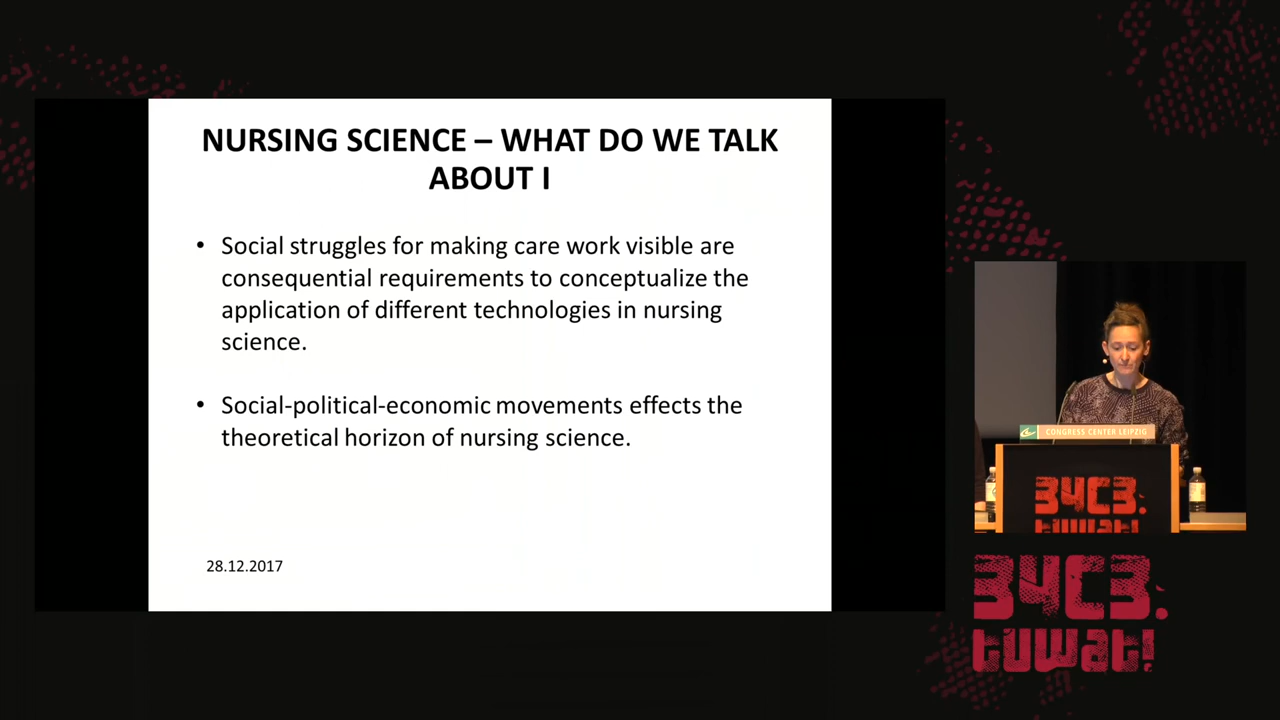 NURSING SCIENCE – WHAT DO WE TALK
ABOUT I
• Social struggles for making care work visible are
consequential requirements to conceptualize the
application of different technologies in nursing
science.
• Social-political-economic movements effects the
theoretical horizon of nursing science.
28.12.2017
CONGRESS CENTER LEIPZIG
34C3.
tuwat!
34C3.
tuwat!